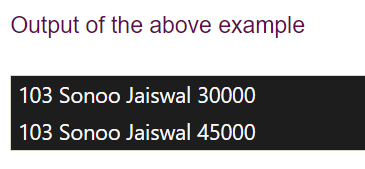 Output of the above example
103 Sonoo Jaiswal 30000
103 Sonoo Jaiswal 45000